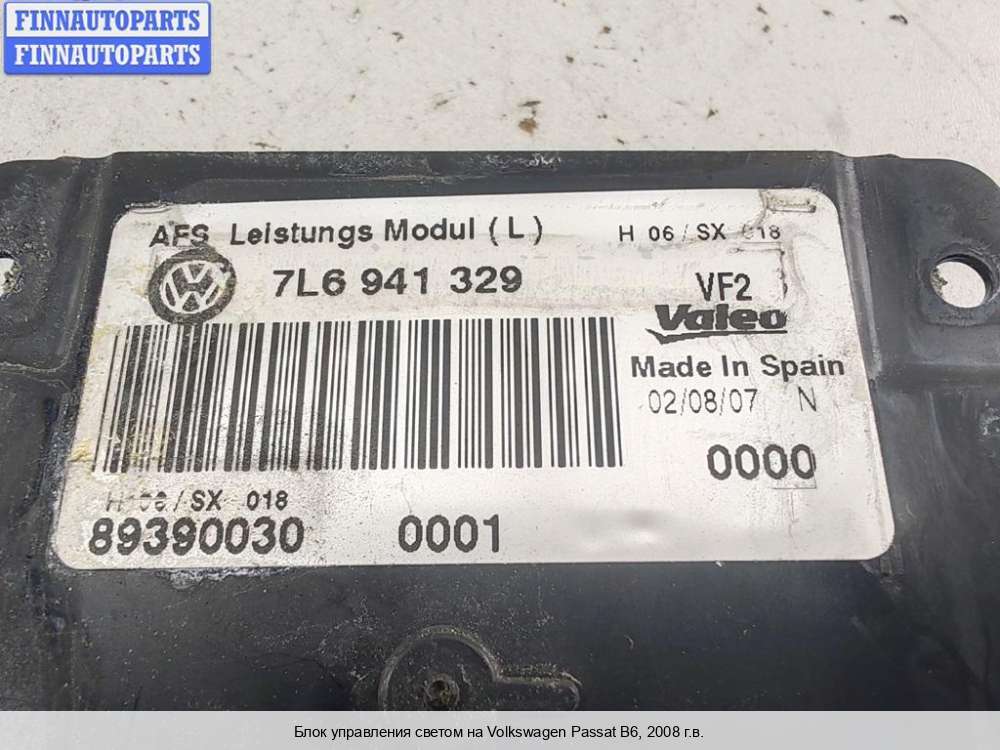 FINNAUTOPARTS
FINNAUTOPARTS
AFS Leistungs Modul ( L )
H 06 / SX 018
7L6 941 329
VF2
Valeo
Made In Spain
02/08/07 N
0000
H 06 / SX 018
89390030 0001
Блок управления светом на Volkswagen Passat B6, 2008 г.в.